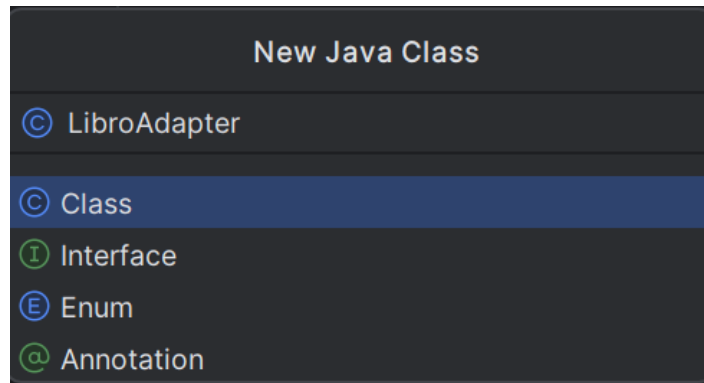 New Java Class
C LibroAdapter
C Class
I Interface
E Enum
@ Annotation